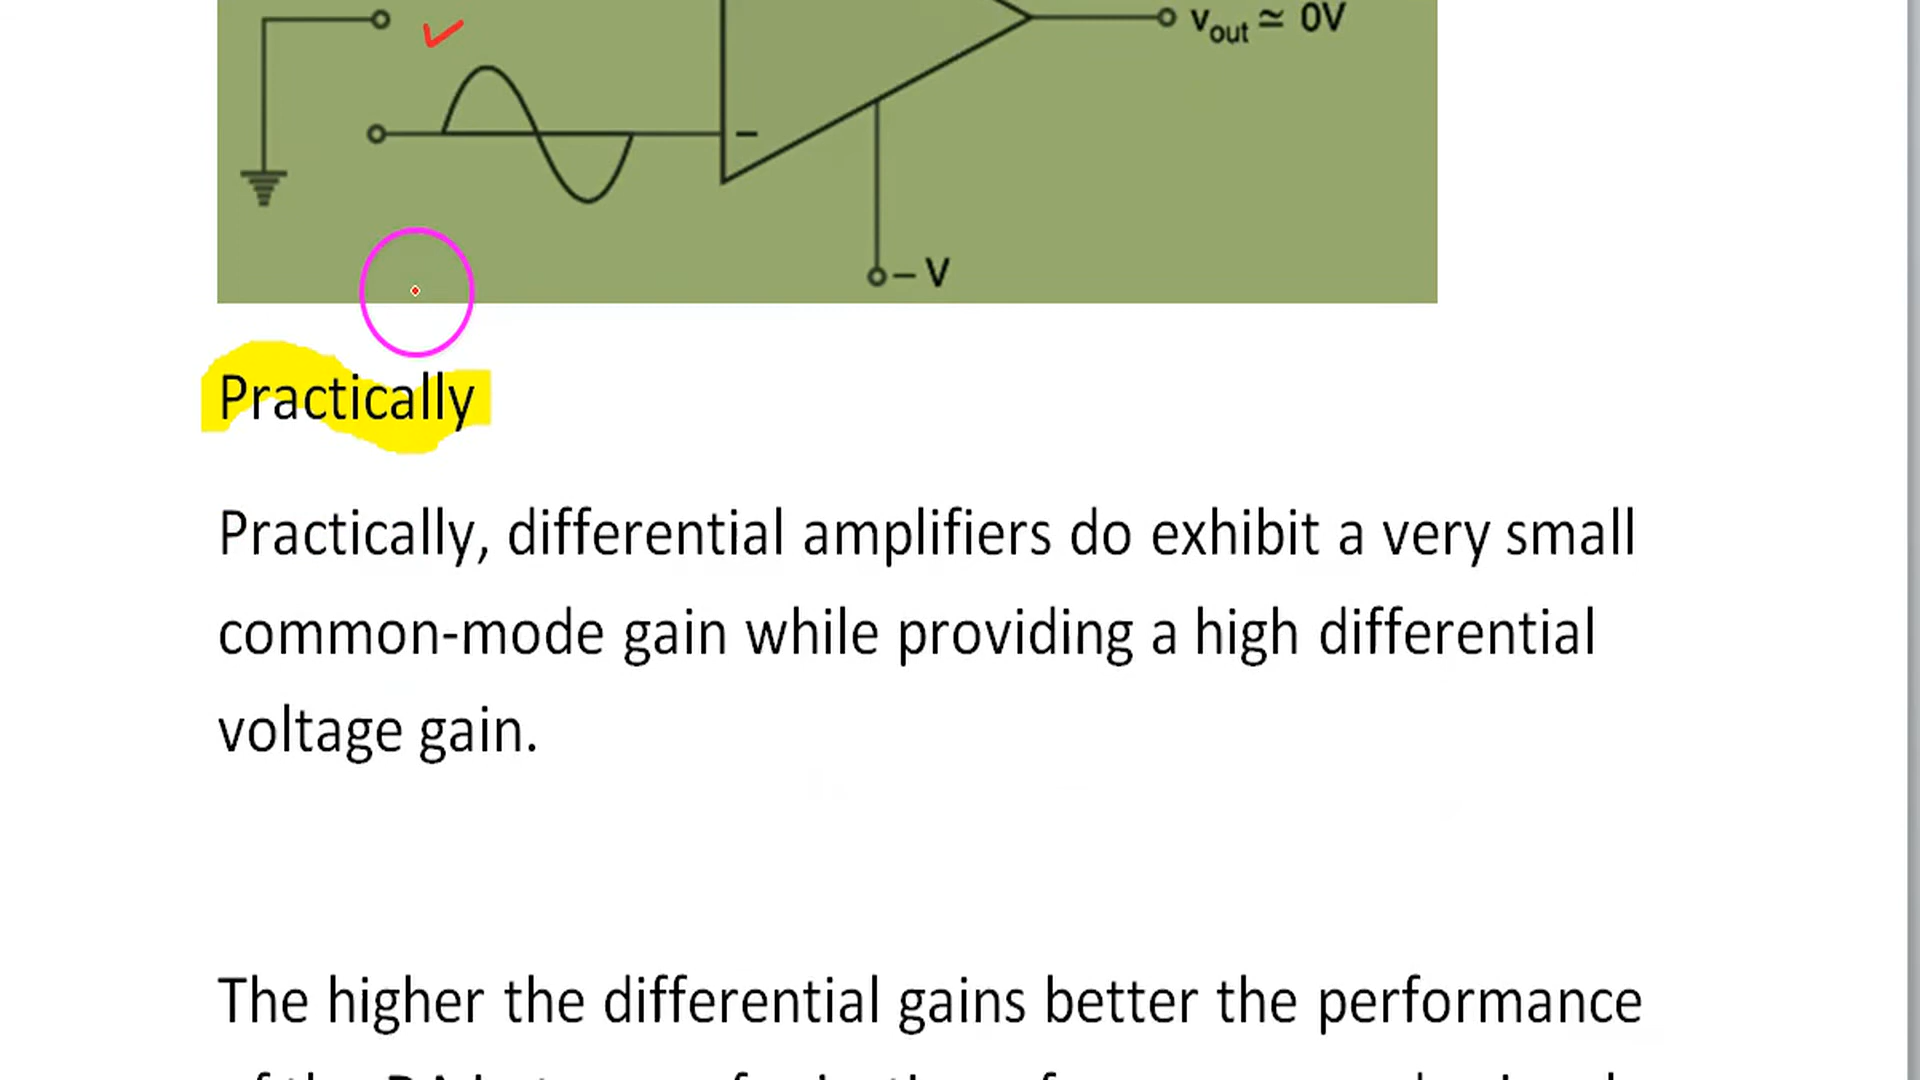 Vout ≃ 0V
−
− V
Practically
Practically, differential amplifiers do exhibit a very small
common-mode gain while providing a high differential
voltage gain.
The higher the differential gains better the performance